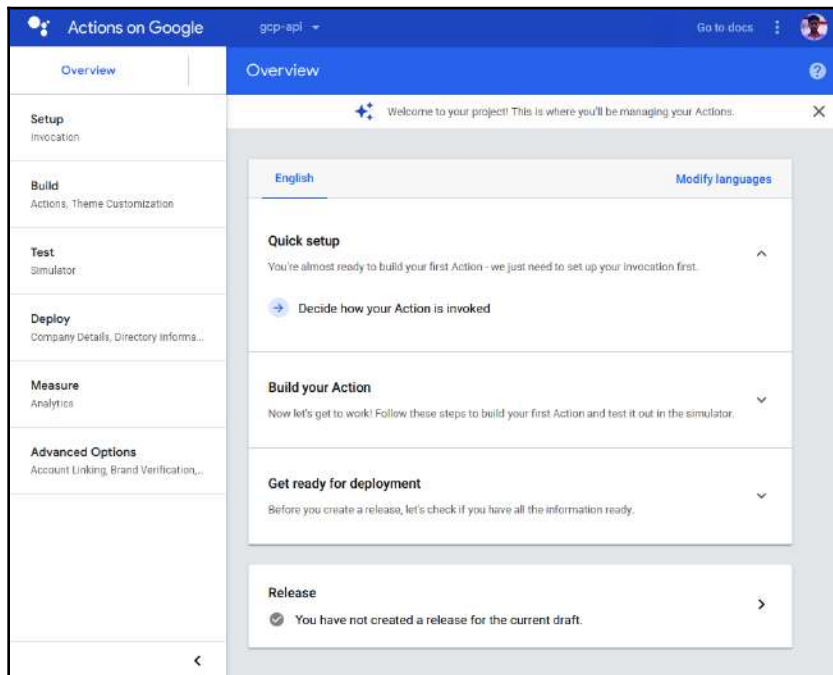 Actions on Google
gcp-api
Go to docs
Overview
Overview
Welcome to your project! This is where you'll be managing your Actions.
Setup
Invocation
Build
Actions, Theme Customization
Test
Simulator
Deploy
Company Details, Directory Informa...
Measure
Analytics
Advanced Options
Account Linking, Brand Verification,...
English
Modify languages
Quick setup
You're almost ready to build your first Action - we just need to set up your invocation first.
Decide how your Action is invoked
Build your Action
Now let's get to work! Follow these steps to build your first Action and test it out in the simulator.
Get ready for deployment
Before you create a release, let's check if you have all the information ready.
Release
You have not created a release for the current draft.